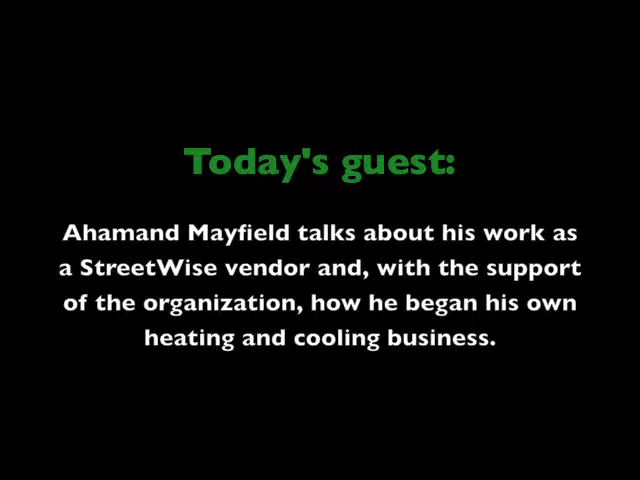 Today's guest:
Ahamand Mayfield talks about his work as
a StreetWise vendor and, with the support
of the organization, how he began his own
heating and cooling business.